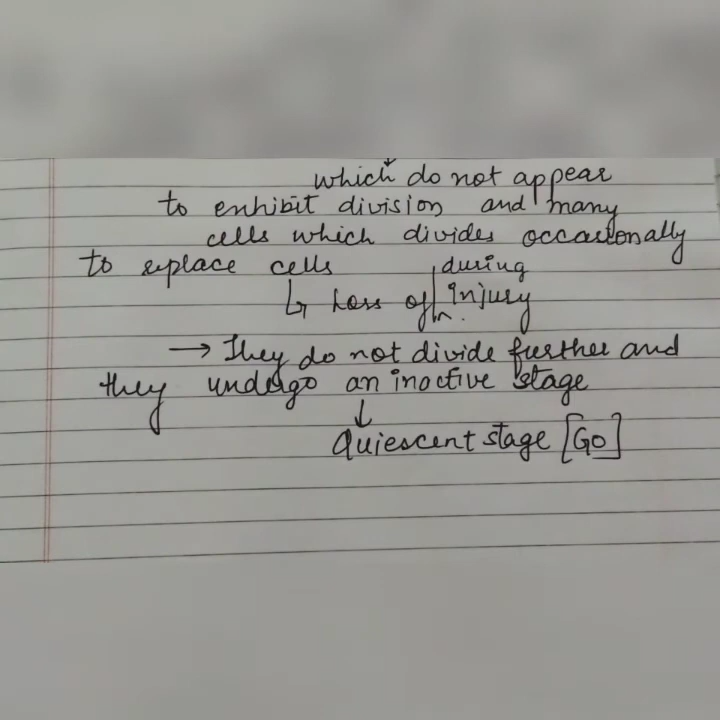 which do not appear
to enhibit division and many
cells which divides occasionally
to replace cells during
↳ Loss of in injury
→ They do not divide further and
they undergo an inactive stage
↓
Quiescent stage [G0]